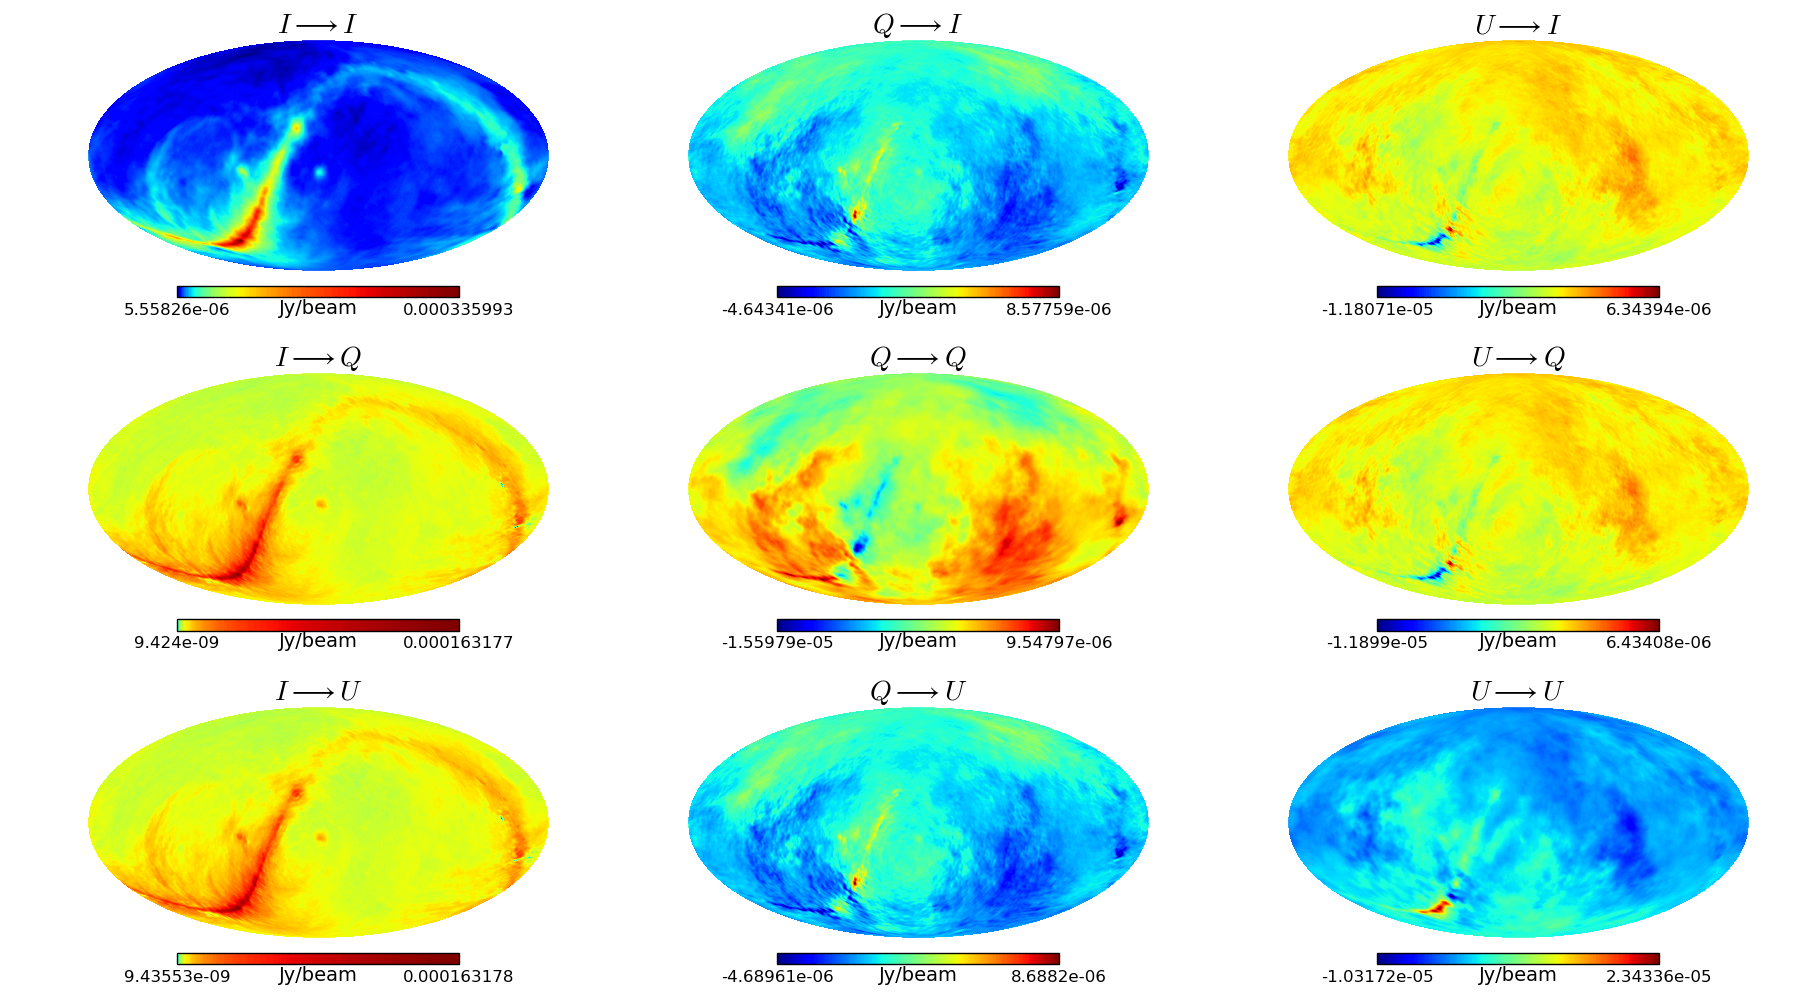 I ⟶ I
Q ⟶ I
U ⟶ I
5.55826e-06 Jy/beam 0.000335993
-4.64341e-06 Jy/beam 8.57759e-06
-1.18071e-05 Jy/beam 6.34394e-06
I ⟶ Q
Q ⟶ Q
U ⟶ Q
9.424e-09 Jy/beam 0.000163177
-1.55979e-05 Jy/beam 9.54797e-06
-1.1899e-05 Jy/beam 6.43408e-06
I ⟶ U
Q ⟶ U
U ⟶ U
9.43553e-09 Jy/beam 0.000163178
-4.68961e-06 Jy/beam 8.6882e-06
-1.03172e-05 Jy/beam 2.34336e-05